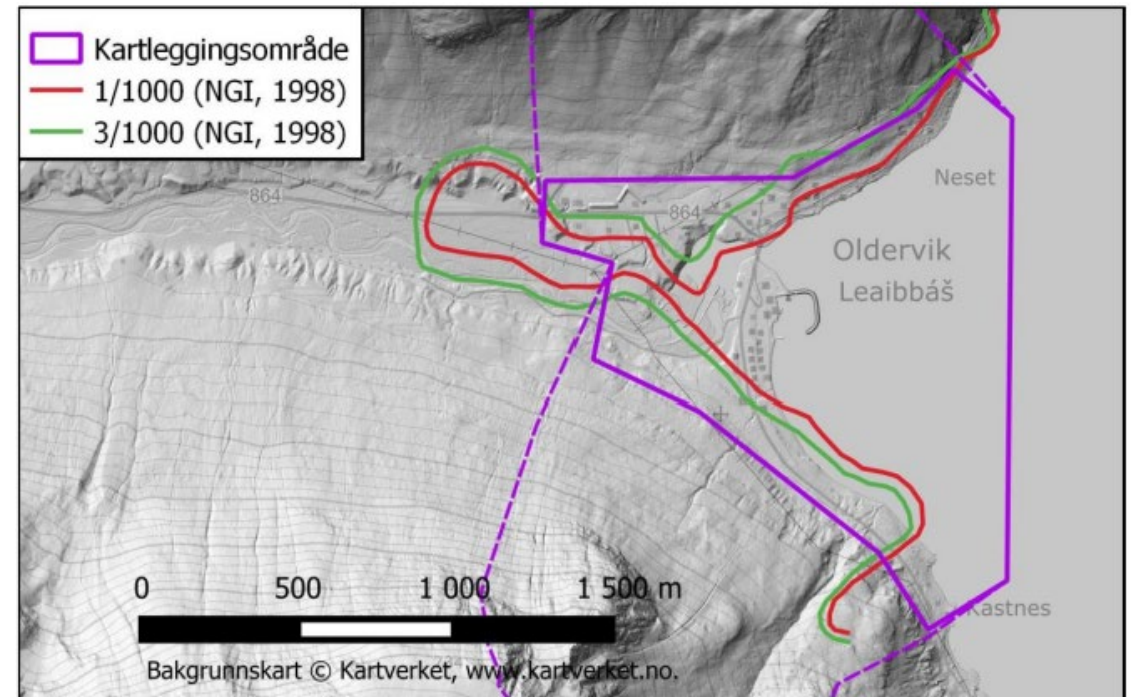 Kartleggingsområde
1/1000 (NGI, 1998)
3/1000 (NGI, 1998)
864
864
Neset
Oldervik
Leaibbáš
0 500 1 000 1 500 m
Kastnes
Bakgrunnskart © Kartverket, www.kartverket.no.